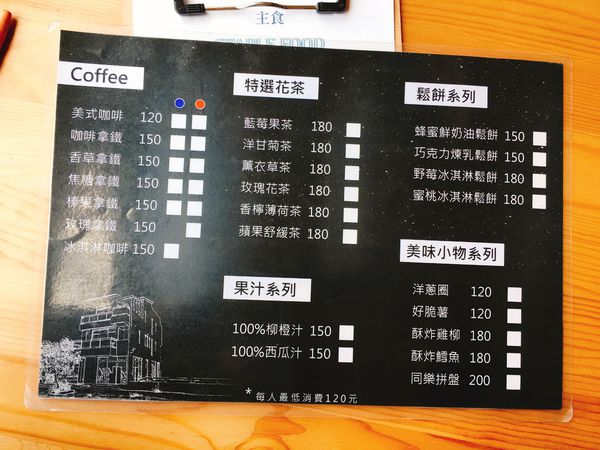 主食
STAPLE FOOD
Coffee
美式咖啡 120
咖啡拿鐵 150
香草拿鐵 150
焦糖拿鐵 150
榛果拿鐵 150
玫瑰拿鐵 150
冰淇淋咖啡 150
特選花茶
藍莓果茶 180
洋甘菊茶 180
薰衣草茶 180
玫瑰花茶 180
香檸薄荷茶 180
蘋果舒緩茶 180
果汁系列
100%柳橙汁 150
100%西瓜汁 150
鬆餅系列
蜂蜜鮮奶油鬆餅 150
巧克力煉乳鬆餅 150
野莓冰淇淋鬆餅 180
蜜桃冰淇淋鬆餅 180
美味小物系列
洋蔥圈 120
好脆薯 120
酥炸雞柳 180
酥炸鱈魚 180
同樂拼盤 200
*每人最低消費120元